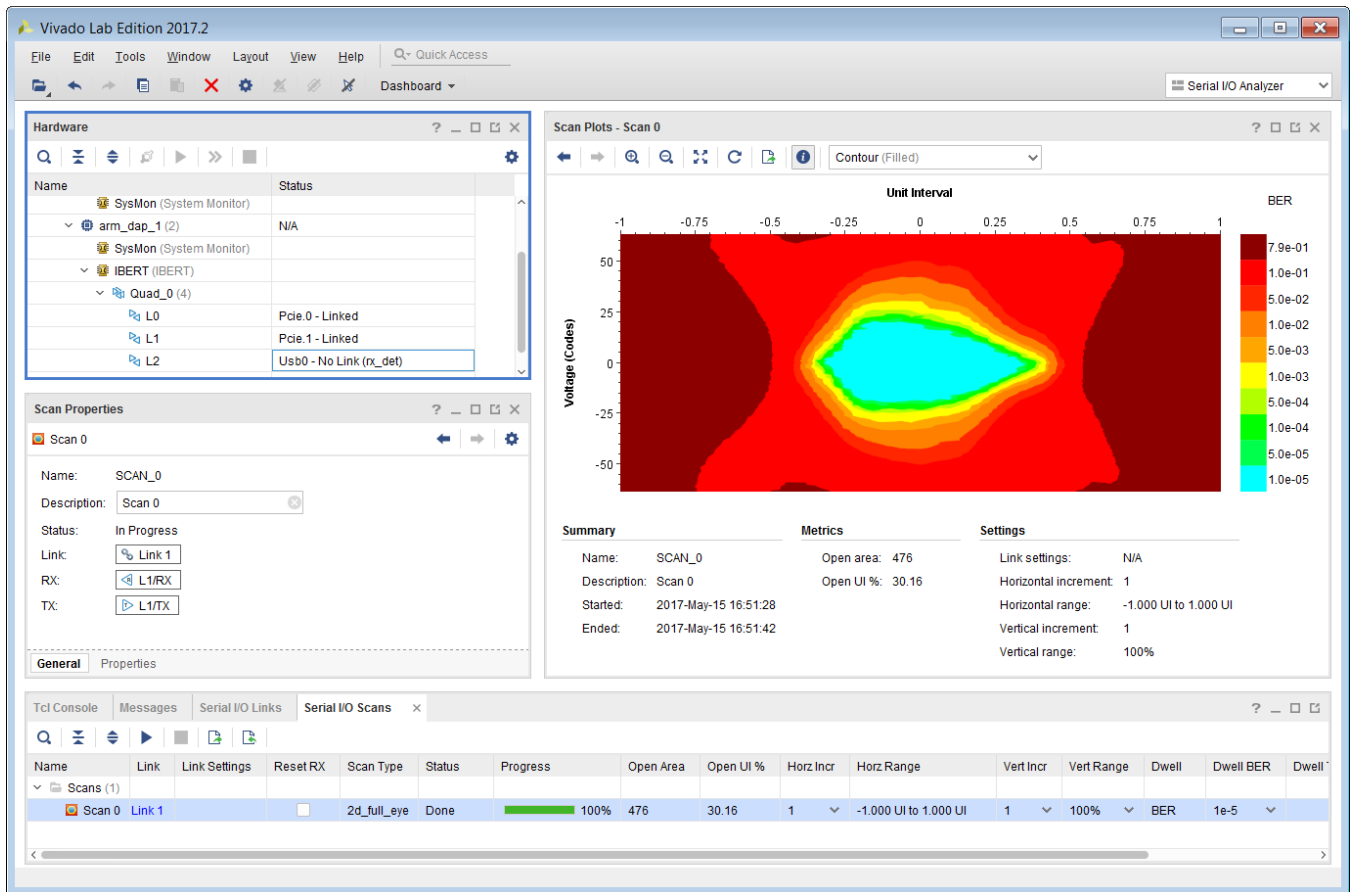 Vivado Lab Edition 2017.2
File Edit Tools Window Layout View Help Quick Access
Dashboard Serial I/O Analyzer
Hardware
Name Status
SysMon (System Monitor)
arm_dap_1 (2) N/A
SysMon (System Monitor)
IBERT (IBERT)
Quad_0 (4)
L0 Pcie.0 - Linked
L1 Pcie.1 - Linked
L2 Usb0 - No Link (rx_det)
Scan Properties
Scan 0
Name: SCAN_0
Description: Scan 0
Status: In Progress
Link: Link 1
RX: L1/RX
TX: L1/TX
General Properties
Scan Plots - Scan 0
Contour (Filled)
Unit Interval
BER
-1 -0.75 -0.5 -0.25 0 0.25 0.5 0.75 1
Voltage (Codes)
50
25
0
-25
-50
7.9e-01
1.0e-01
5.0e-02
1.0e-02
5.0e-03
1.0e-03
5.0e-04
1.0e-04
5.0e-05
1.0e-05
Summary
Name: SCAN_0
Description: Scan 0
Started: 2017-May-15 16:51:28
Ended: 2017-May-15 16:51:42
Metrics
Open area: 476
Open UI %: 30.16
Settings
Link settings: N/A
Horizontal increment: 1
Horizontal range: -1.000 UI to 1.000 UI
Vertical increment: 1
Vertical range: 100%
Tcl Console Messages Serial I/O Links Serial I/O Scans
Name Link Link Settings Reset RX Scan Type Status Progress Open Area Open UI % Horz Incr Horz Range Vert Incr Vert Range Dwell Dwell BER Dwell
Scans (1)
Scan 0 Link 1 2d_full_eye Done 100% 476 30.16 1 -1.000 UI to 1.000 UI 1 100% BER 1e-5